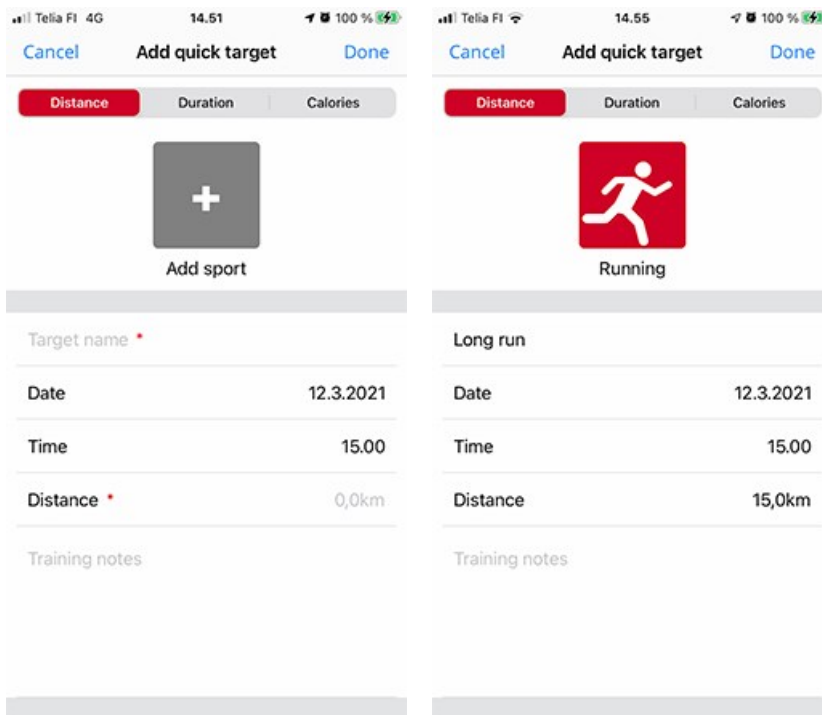 Telia FI 4G 14.51 100 %
Cancel Add quick target Done
Distance Duration Calories
+
Add sport
Target name *
Date 12.3.2021
Time 15.00
Distance * 0,0km
Training notes
Telia FI 14.55 100 %
Cancel Add quick target Done
Distance Duration Calories
Running
Long run
Date 12.3.2021
Time 15.00
Distance 15,0km
Training notes